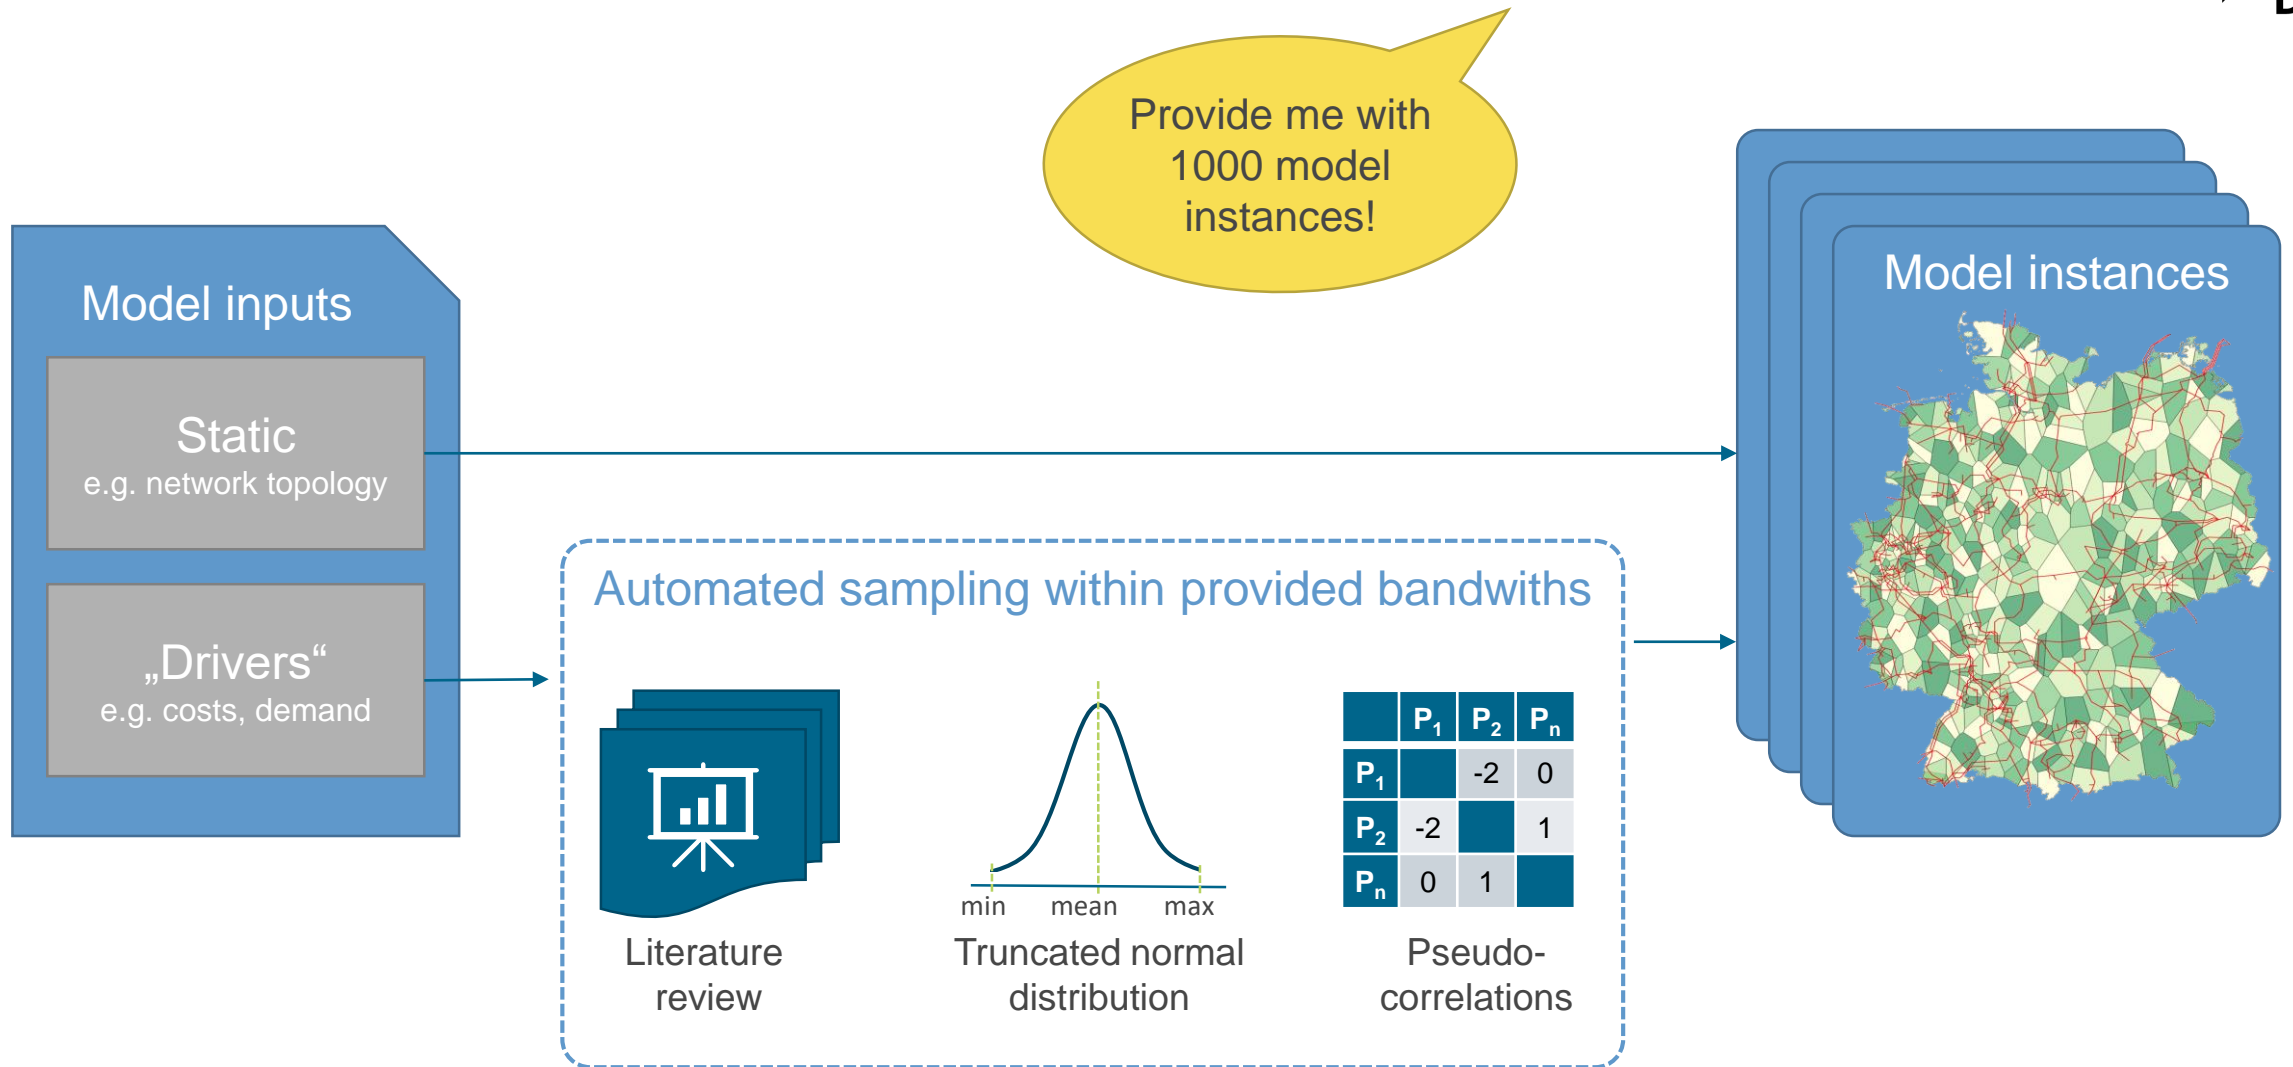 Provide me with
1000 model
instances!
Model inputs
Static
e.g. network topology
„Drivers“
e.g. costs, demand
Automated sampling within provided bandwiths
Literature
review
min mean max
Truncated normal
distribution
P1 P2 Pn
P1 -2 0
P2 -2 1
Pn 0 1
Pseudo-
correlations
Model instances